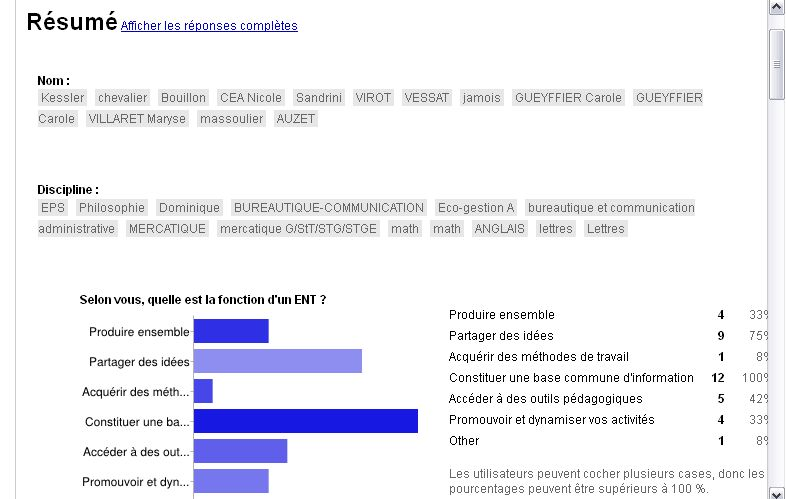 Résumé Afficher les réponses complètes
Nom :
Kessler chevalier Bouillon CEA Nicole Sandrini VIROT VESSAT jamois GUEYFFIER Carole GUEYFFIER
Carole VILLARET Maryse massoulier AUZET
Discipline :
EPS Philosophie Dominique BUREAUTIQUE-COMMUNICATION Eco-gestion A bureautique et communication
administrative MERCATIQUE mercatique G/StT/STG/STGE math math ANGLAIS lettres Lettres
Selon vous, quelle est la fonction d'un ENT ?
Produire ensemble
Partager des idées
Acquérir des méth...
Constituer une ba...
Accéder à des out...
Promouvoir et dyn...
Produire ensemble 4 33%
Partager des idées 9 75%
Acquérir des méthodes de travail 1 8%
Constituer une base commune d'information 12 100%
Accéder à des outils pédagogiques 5 42%
Promouvoir et dynamiser vos activités 4 33%
Other 1 8%
Les utilisateurs peuvent cocher plusieurs cases, donc les
pourcentages peuvent être supérieurs à 100 %.